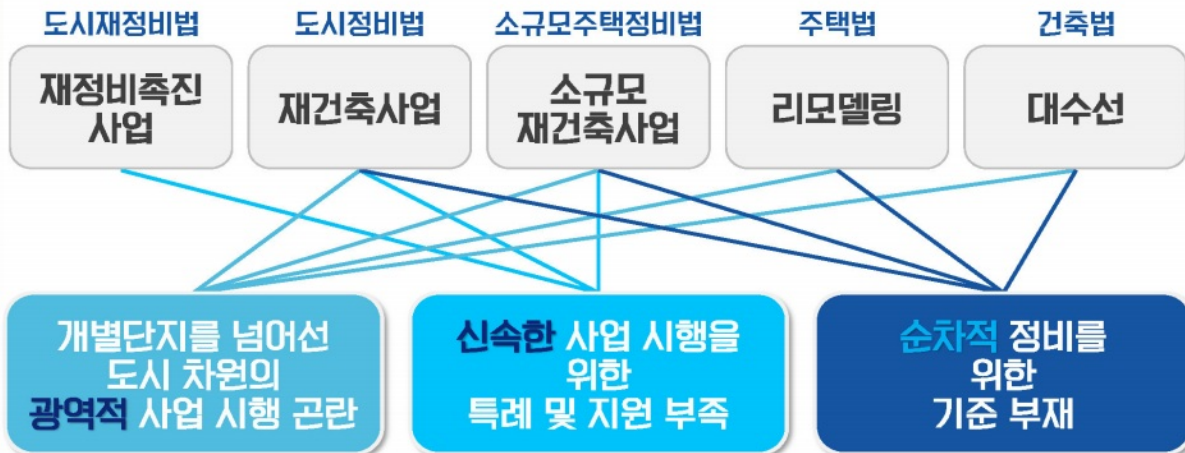 도시재정비법
도시정비법
소규모주택정비법
주택법
건축법
재정비촉진
사업
재건축사업
소규모
재건축사업
리모델링
대수선
개별단지를 넘어선
도시 차원의
광역적 사업 시행 곤란
신속한 사업 시행을
위한
특례 및 지원 부족
순차적 정비를
위한
기준 부재